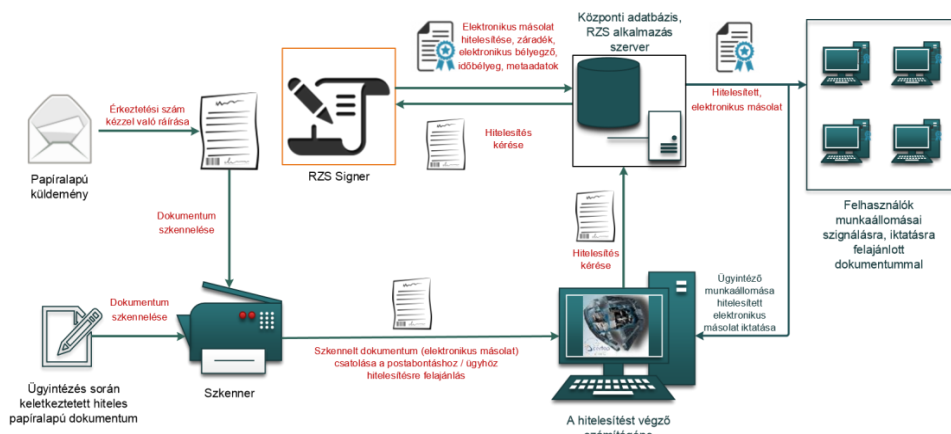 Elektronikus másolat
hitelesítése, záradék,
elektronikus bélyegző,
időbélyeg, metaadatok
Központi adatbázis,
RZS alkalmazás
szerver
Hitelesített,
elektronikus másolat
Érkeztetési szám
kézzel való ráírása
Papíralapú
küldemény
RZS Signer
Hitelesítés
kérése
Felhasználók
munkaállomásai
szignálásra, iktatásra
felajánlott
dokumentummal
Dokumentum
szkennelése
Hitelesítés
kérése
Ügyintéző
munkaállomása
hitelesített
elektronikus
másolat iktatása
Dokumentum
szkennelése
Szkennelt dokumentum (elektronikus másolat)
csatolása a postabontáshoz / ügyhöz
hitelesítésre felajánlás
Szkenner
Ügyintézés során
keletkeztetett hiteles
papíralapú dokumentum
A hitelesítést végző